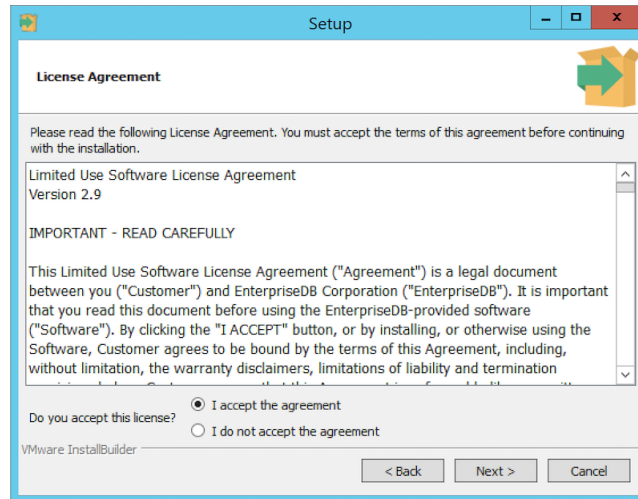 Setup
License Agreement
Please read the following License Agreement. You must accept the terms of this agreement before continuing
with the installation.
Limited Use Software License Agreement
Version 2.9
IMPORTANT - READ CAREFULLY
This Limited Use Software License Agreement ("Agreement") is a legal document
between you ("Customer") and EnterpriseDB Corporation ("EnterpriseDB"). It is important
that you read this document before using the EnterpriseDB-provided software
("Software"). By clicking the "I ACCEPT" button, or by installing, or otherwise using the
Software, Customer agrees to be bound by the terms of this Agreement, including,
without limitation, the warranty disclaimers, limitations of liability and termination
Do you accept this license?
I accept the agreement
I do not accept the agreement
VMware InstallBuilder
< Back
Next >
Cancel